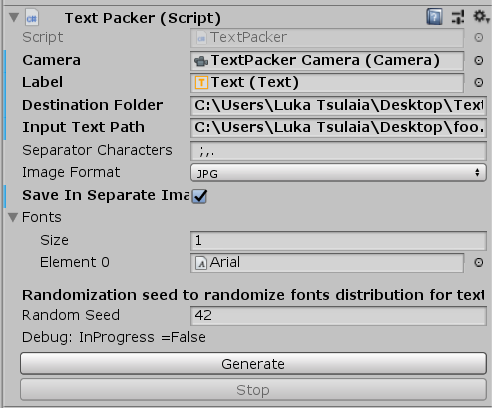 Text Packer (Script)
Script TextPacker
Camera TextPacker Camera (Camera)
Label Text (Text)
Destination Folder C:\Users\Luka Tsulaia\Desktop\Text
Input Text Path C:\Users\Luka Tsulaia\Desktop\foo.
Separator Characters ;,.
Image Format JPG
Save In Separate Ima
Fonts
Size 1
Element 0 Arial
Randomization seed to randomize fonts distribution for text
Random Seed 42
Debug: InProgress =False
Generate
Stop